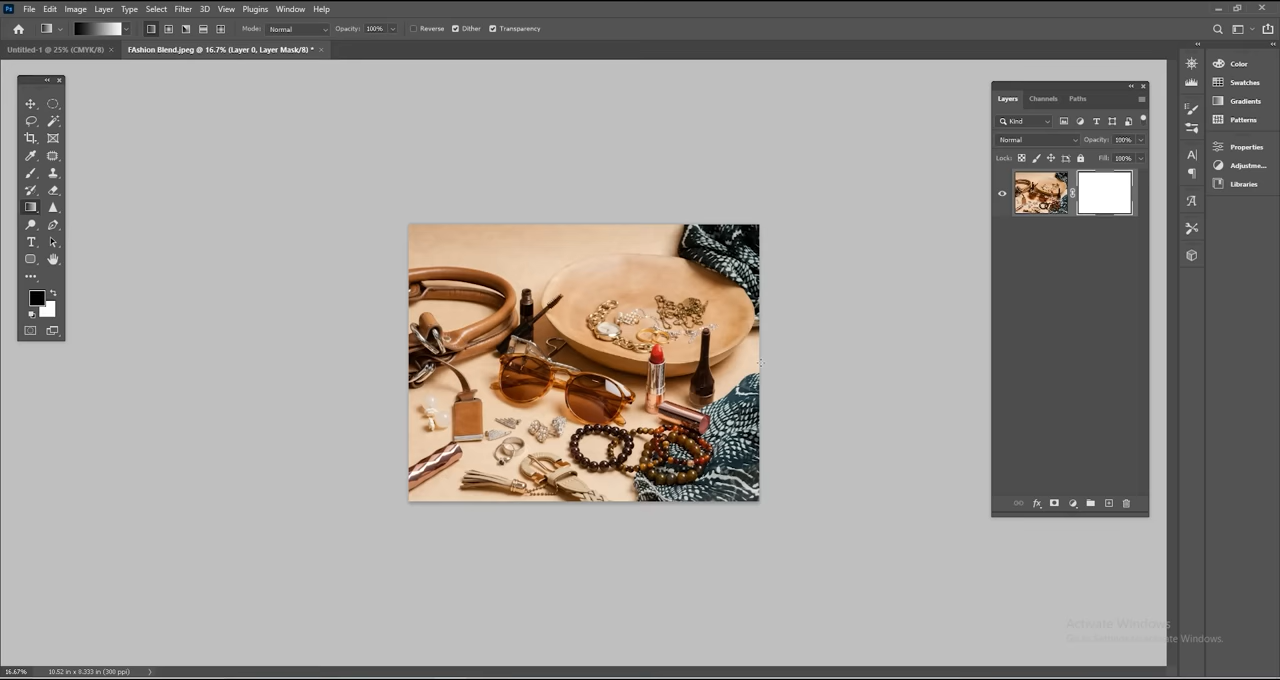 Ps File Edit Image Layer Type Select Filter 3D View Plugins Window Help
Mode: Normal Opacity: 100% Reverse Dither Transparency
Untitled-1 @ 25% (CMYK/8) × FAshion Blend.jpeg @ 16.7% (Layer 0, Layer Mask/8) * ×
Layers Channels Paths
Kind
Normal Opacity: 100%
Lock: Fill: 100%
Color
Swatches
Gradients
Patterns
Properties
Adjustme...
Libraries
Activate Windows
16.67% 10.52 in x 8.333 in (300 ppi)